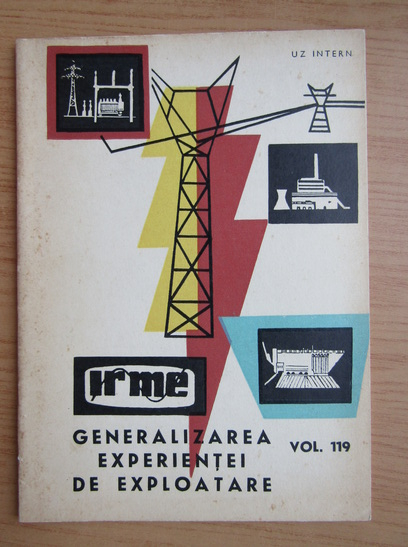 UZ INTERN
irme
GENERALIZAREA
EXPERIENȚEI
DE EXPLOATARE
VOL. 119